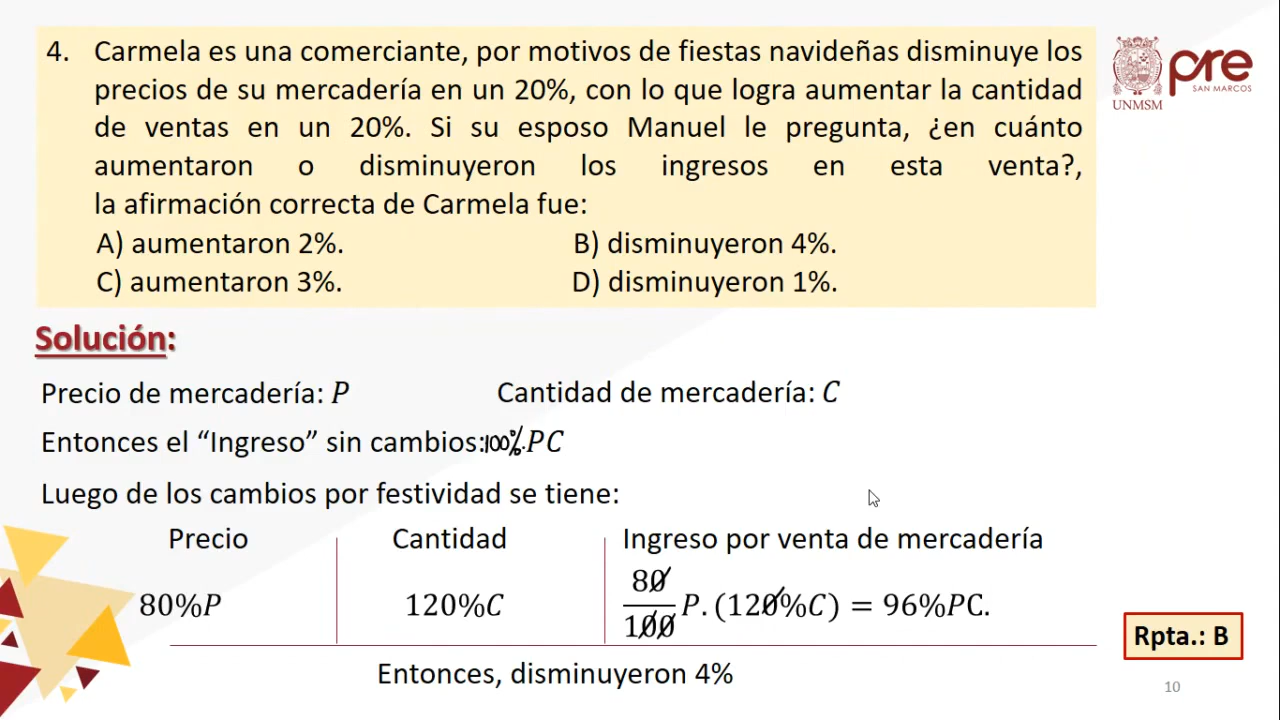 4. Carmela es una comerciante, por motivos de fiestas navideñas disminuye los
precios de su mercadería en un 20%, con lo que logra aumentar la cantidad
de ventas en un 20%. Si su esposo Manuel le pregunta, ¿en cuánto
aumentaron o disminuyeron los ingresos en esta venta?,
la afirmación correcta de Carmela fue:
A) aumentaron 2%. B) disminuyeron 4%.
C) aumentaron 3%. D) disminuyeron 1%.
UNMSM
pre
SAN MARCOS
Solución:
Precio de mercadería: P Cantidad de mercadería: C
Entonces el “Ingreso” sin cambios: 100%. PC
Luego de los cambios por festividad se tiene:
Precio Cantidad Ingreso por venta de mercadería
80%P 120%C 80/100 P. (120%C) = 96%PC.
Entonces, disminuyeron 4%
Rpta.: B
10